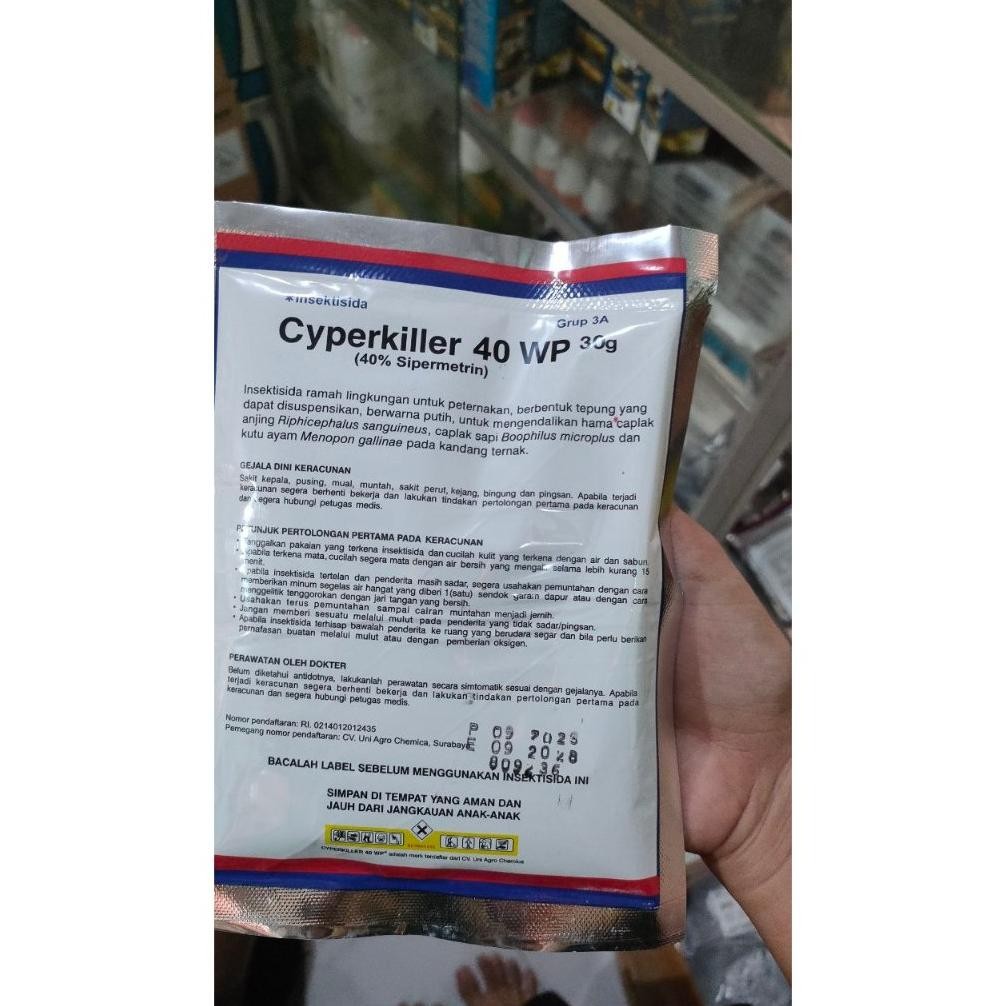 *Insektisida
Grup 3A
Cyperkiller 40 WP 30g
(40% Sipermetrin)
Insektisida ramah lingkungan untuk peternakan, berbentuk tepung yang
dapat disuspensikan, berwarna putih, untuk mengendalikan hama caplak
anjing Riphicephalus sanguineus, caplak sapi Boophilus microplus dan
kutu ayam Menopon gallinae pada kandang ternak.
GEJALA DINI KERACUNAN
Sakit kepala, pusing, mual, muntah, sakit perut, kejang, bingung dan pingsan. Apabila terjadi
keracunan segera berhenti bekerja dan lakukan tindakan pertolongan pertama pada keracunan
dan segera hubungi petugas medis.
PETUNJUK PERTOLONGAN PERTAMA PADA KERACUNAN
• Tanggalkan pakaian yang terkena insektisida dan cucilah kulit yang terkena dengan air dan sabun.
• Apabila terkena mata, cucilah segera mata dengan air bersih yang mengalir selama lebih kurang 15
menit.
• Apabila insektisida tertelan dan penderita masih sadar, segera usahakan pemuntahan dengan cara
memberikan minum segelas air hangat yang diberi 1(satu) sendok garam dapur atau dengan cara
menggelitik tenggorokan dengan jari tangan yang bersih.
• Usahakan terus pemuntahan sampai cairan muntahan menjadi jernih.
• Jangan memberi sesuatu melalui mulut pada penderita yang tidak sadar/pingsan.
• Apabila insektisida terhisap bawalah penderita ke ruang yang berudara segar dan bila perlu berikan
pernafasan buatan melalui mulut atau dengan pemberian oksigen.
PERAWATAN OLEH DOKTER
Belum diketahui antidotnya, lakukanlah perawatan secara simtomatik sesuai dengan gejalanya. Apabila
terjadi keracunan segera berhenti bekerja dan lakukan tindakan pertolongan pertama pada
keracunan dan segera hubungi petugas medis.
Nomor pendaftaran: RI. 0214012012435
Pemegang nomor pendaftaran: CV. Uni Agro Chemica, Surabaya
P 09 2025
E 09 2028
BACALAH LABEL SEBELUM MENGGUNAKAN INSEKTISIDA INI
SIMPAN DI TEMPAT YANG AMAN DAN
JAUH DARI JANGKAUAN ANAK-ANAK
CYPERKILLER 40 WP® adalah merk terdaftar dari CV. Uni Agro Chemica